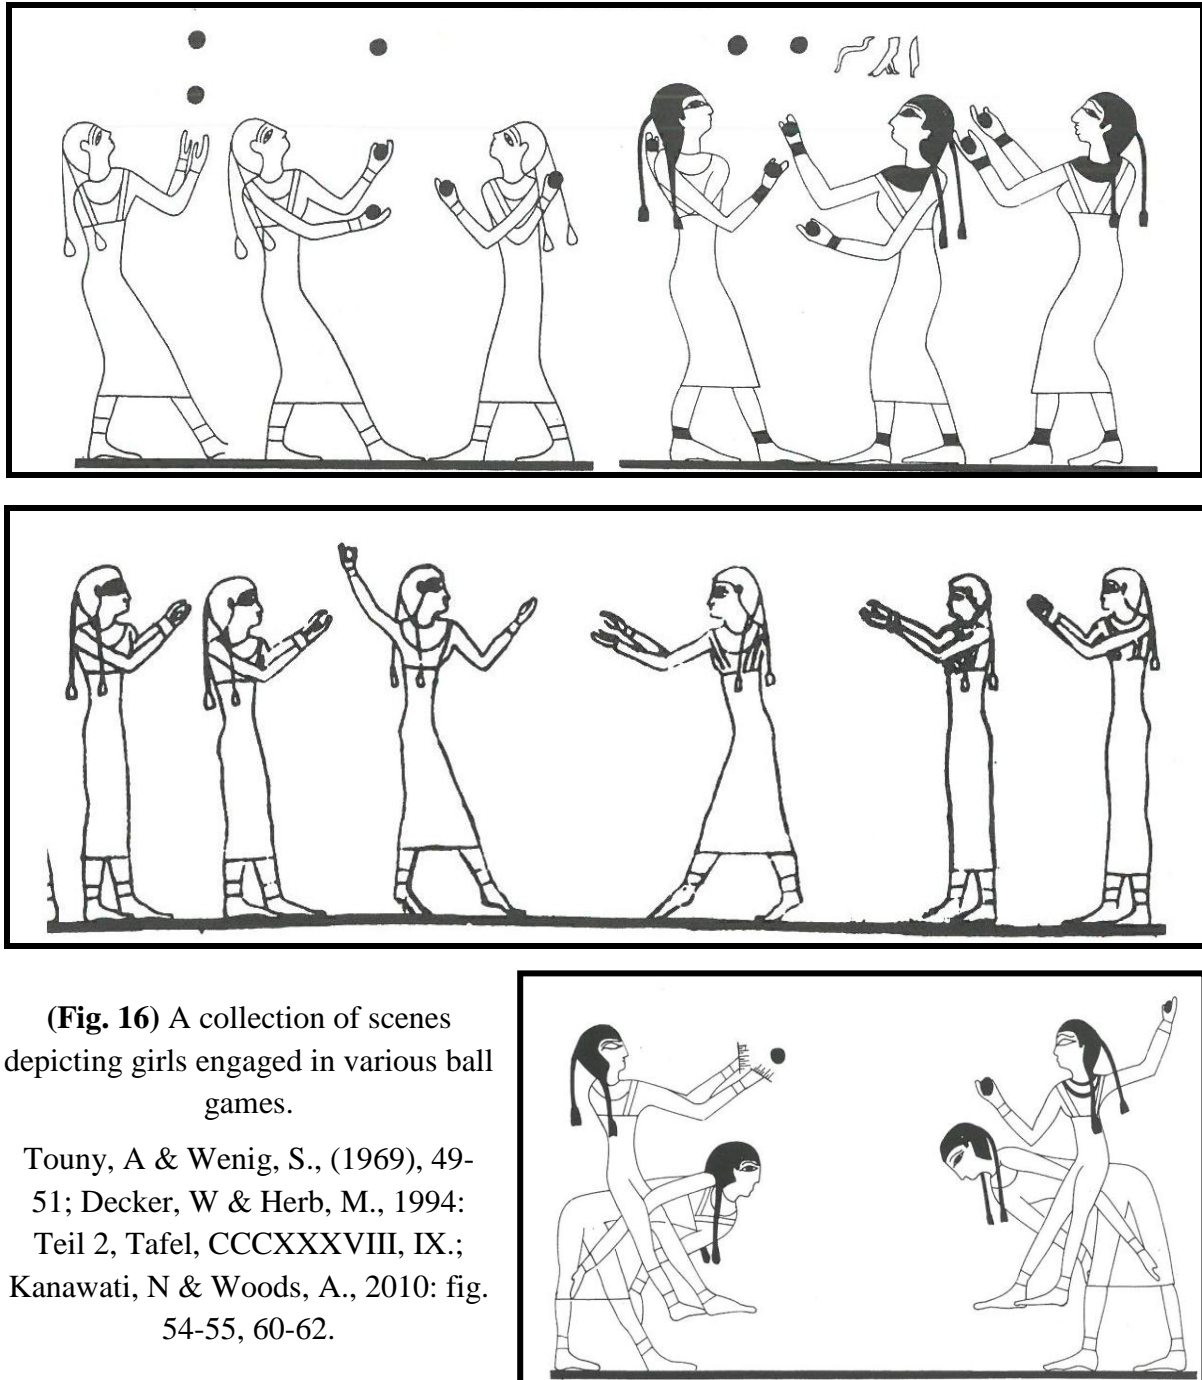 (Fig. 16) A collection of scenes
depicting girls engaged in various ball
games.
Touny, A & Wenig, S., (1969), 49-
51; Decker, W & Herb, M., 1994:
Teil 2, Tafel, CCCXXXVIII, IX.;
Kanawati, N & Woods, A., 2010: fig.
54-55, 60-62.